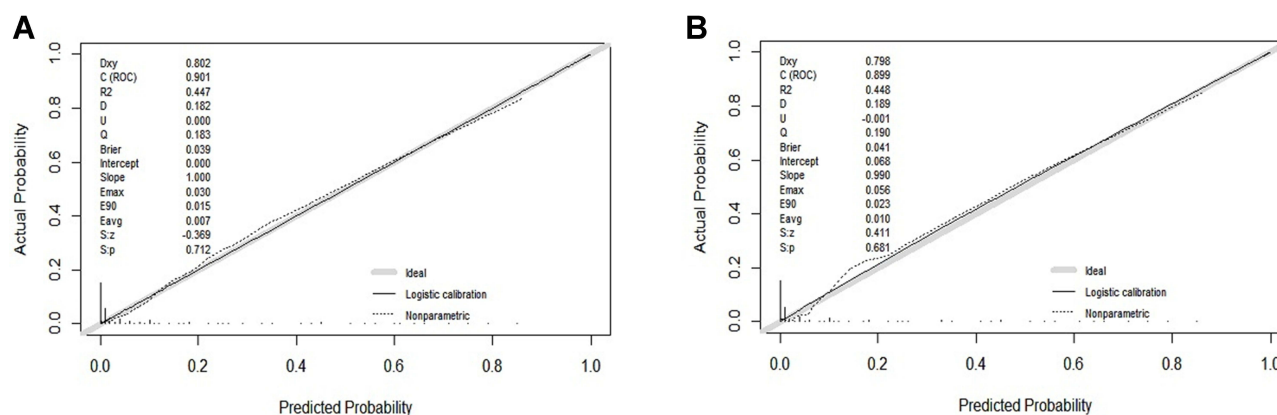 A
Actual Probability
1.0
0.8
0.6
0.4
0.2
0.0
Dxy 0.802
C (ROC) 0.901
R2 0.447
D 0.182
U 0.000
Q 0.183
Brier 0.039
Intercept 0.000
Slope 1.000
Emax 0.030
E90 0.015
Eavg 0.007
S:z -0.369
S:p 0.712
Ideal
Logistic calibration
Nonparametric
0.0 0.2 0.4 0.6 0.8 1.0
Predicted Probability
B
Actual Probability
1.0
0.8
0.6
0.4
0.2
0.0
Dxy 0.798
C (ROC) 0.899
R2 0.448
D 0.189
U -0.001
Q 0.190
Brier 0.041
Intercept 0.068
Slope 0.990
Emax 0.056
E90 0.023
Eavg 0.010
S:z 0.411
S:p 0.681
Ideal
Logistic calibration
Nonparametric
0.0 0.2 0.4 0.6 0.8 1.0
Predicted Probability